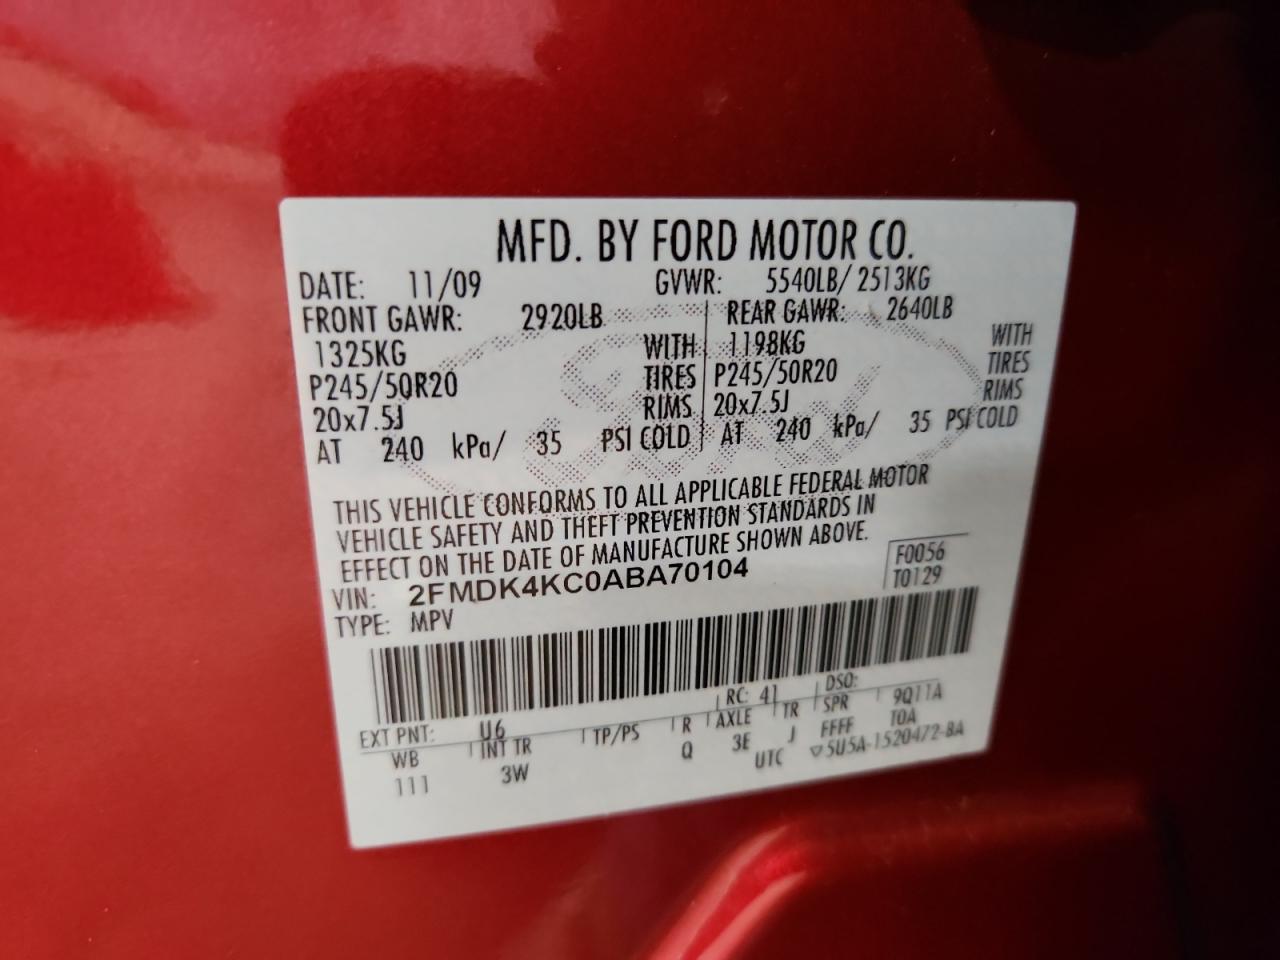 MFD. BY FORD MOTOR CO.
DATE: 11/09 GVWR: 5540LB/ 2513KG
FRONT GAWR: 2920LB REAR GAWR: 2640LB
1325KG WITH 1198KG WITH
P245/50R20 TIRES P245/50R20 TIRES
20x7.5J RIMS 20x7.5J RIMS
AT 240 kPa/ 35 PSI COLD AT 240 kPa/ 35 PSI COLD
THIS VEHICLE CONFORMS TO ALL APPLICABLE FEDERAL MOTOR
VEHICLE SAFETY AND THEFT PREVENTION STANDARDS IN
EFFECT ON THE DATE OF MANUFACTURE SHOWN ABOVE.
F0056
VIN: 2FMDK4KC0ABA70104 T0129
TYPE: MPV
EXT PNT: U6 RC: 41 DSO:
WB INT TR TP/PS R AXLE TR SPR 9Q11A
111 3W Q 3E J FFFF T0A
UTC ▽5U5A-1520472-BA